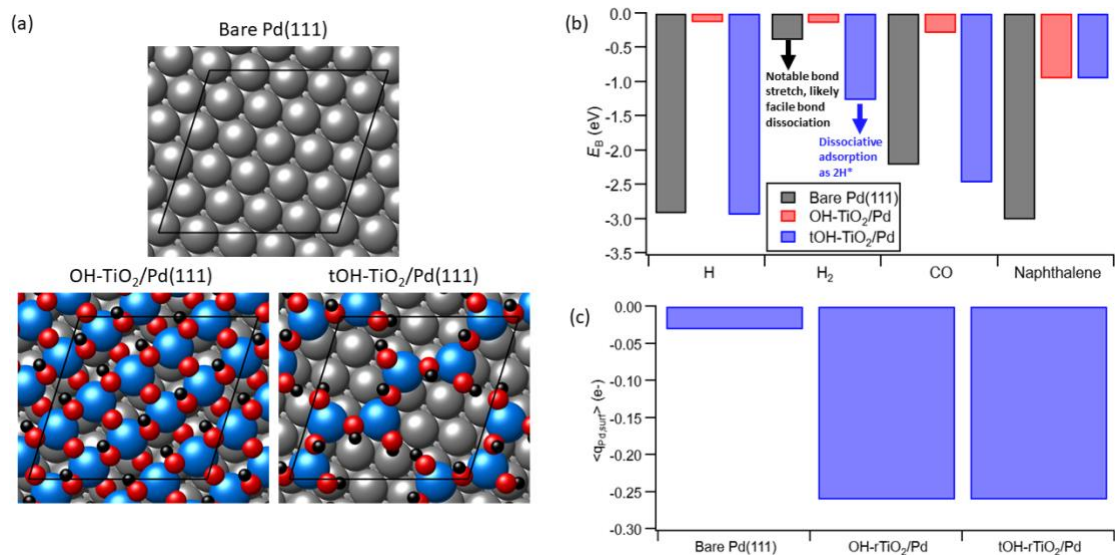 (a)
Bare Pd(111)
OH-TiO₂/Pd(111)
tOH-TiO₂/Pd(111)
(b)
0.0
-0.5
-1.0
-1.5
-2.0
-2.5
-3.0
-3.5
E_B (eV)
Notable bond
stretch, likely
facile bond
dissociation
Dissociative
adsorption
as 2H*
Bare Pd(111)
OH-TiO₂/Pd
tOH-TiO₂/Pd
H
H₂
CO
Naphthalene
(c)
0.00
-0.05
-0.10
-0.15
-0.20
-0.25
-0.30
<q_Pd,surf> (e-)
Bare Pd(111)
OH-rTiO₂/Pd
tOH-rTiO₂/Pd